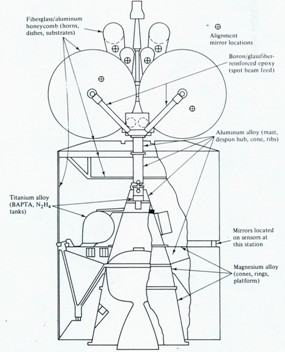 Fiberglass/aluminum
honeycomb (horns,
dishes, substrates)
Alignment
mirror locations
Boron/glassfiber-
reinforced epoxy
(spot beam feed)
Aluminum alloy (mast,
despun hub, cone, ribs)
Titanium alloy
(BAPTA, N₂H₄
tanks)
Mirrors located
on sensors at
this station
Magnesium alloy
(cones, rings,
platform)